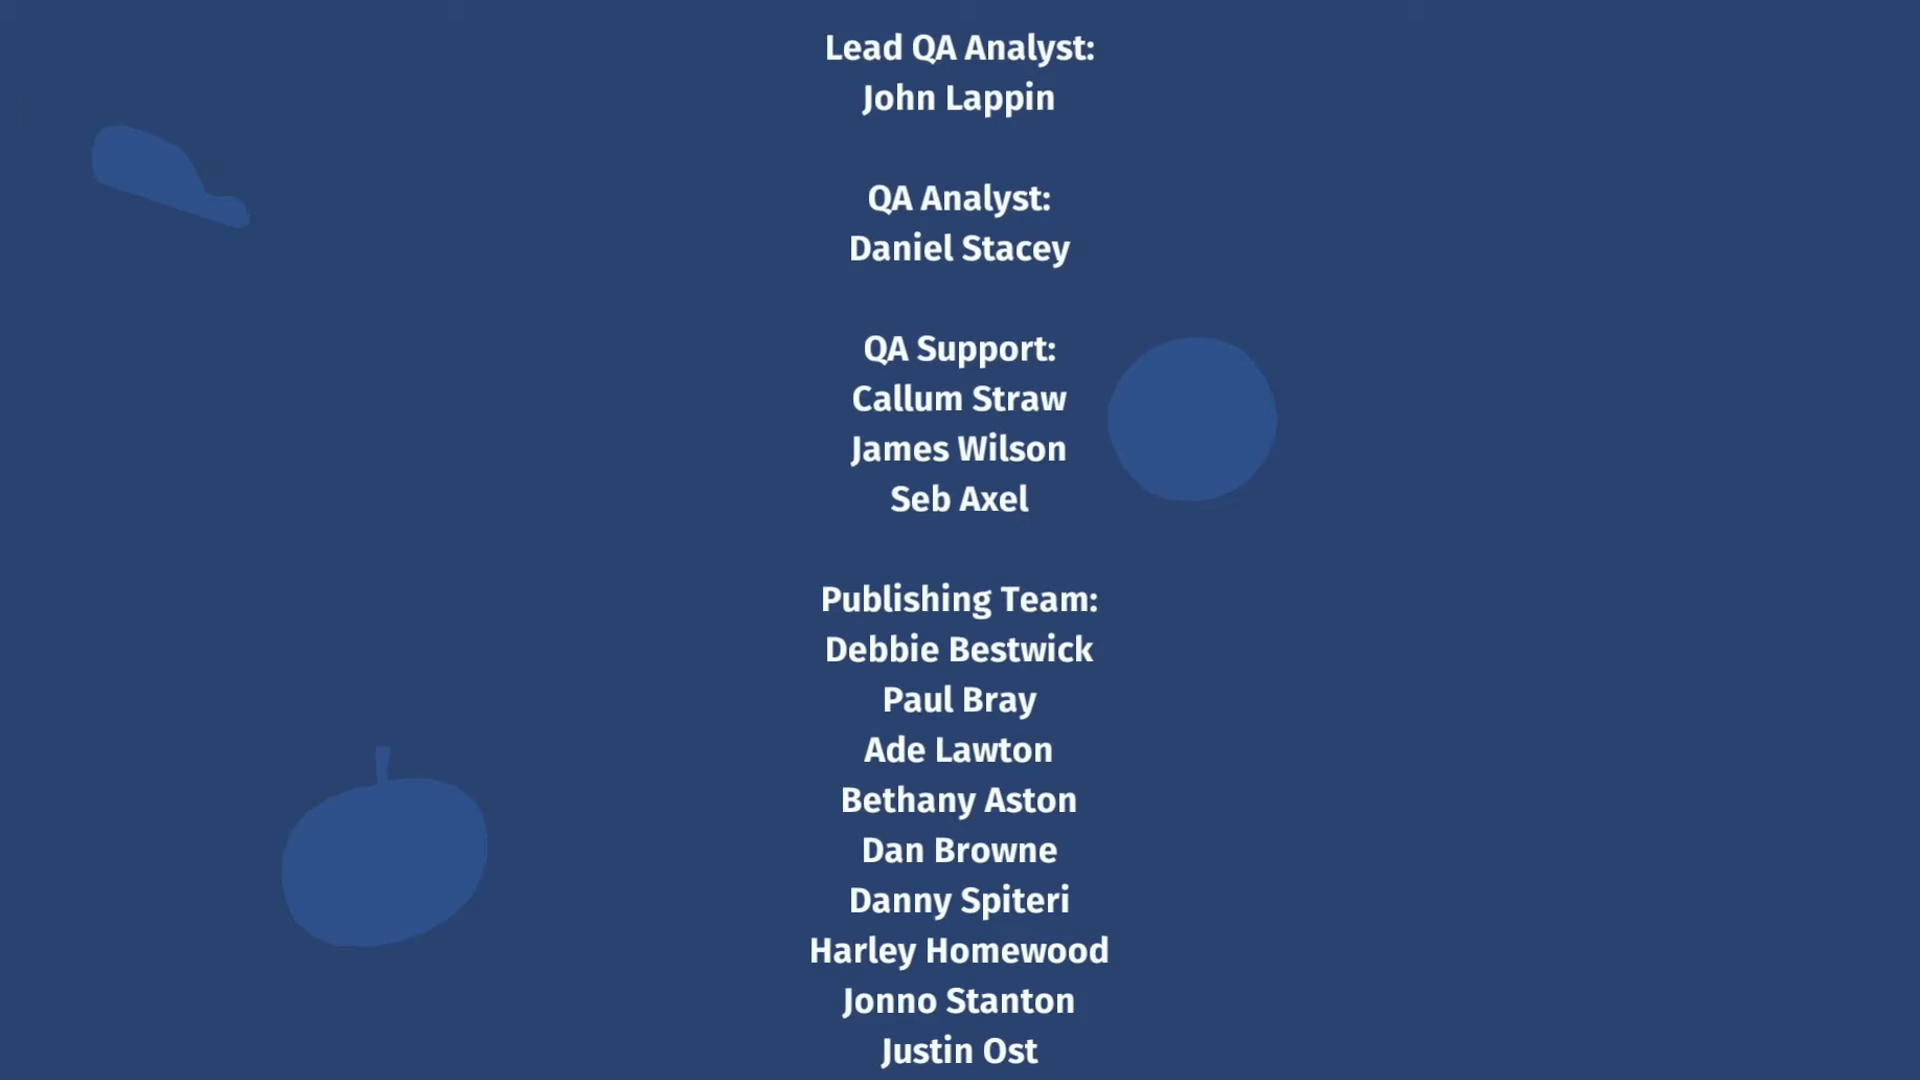 Lead QA Analyst:
John Lappin
QA Analyst:
Daniel Stacey
QA Support:
Callum Straw
James Wilson
Seb Axel
Publishing Team:
Debbie Bestwick
Paul Bray
Ade Lawton
Bethany Aston
Dan Browne
Danny Spiteri
Harley Homewood
Jonno Stanton
Justin Ost